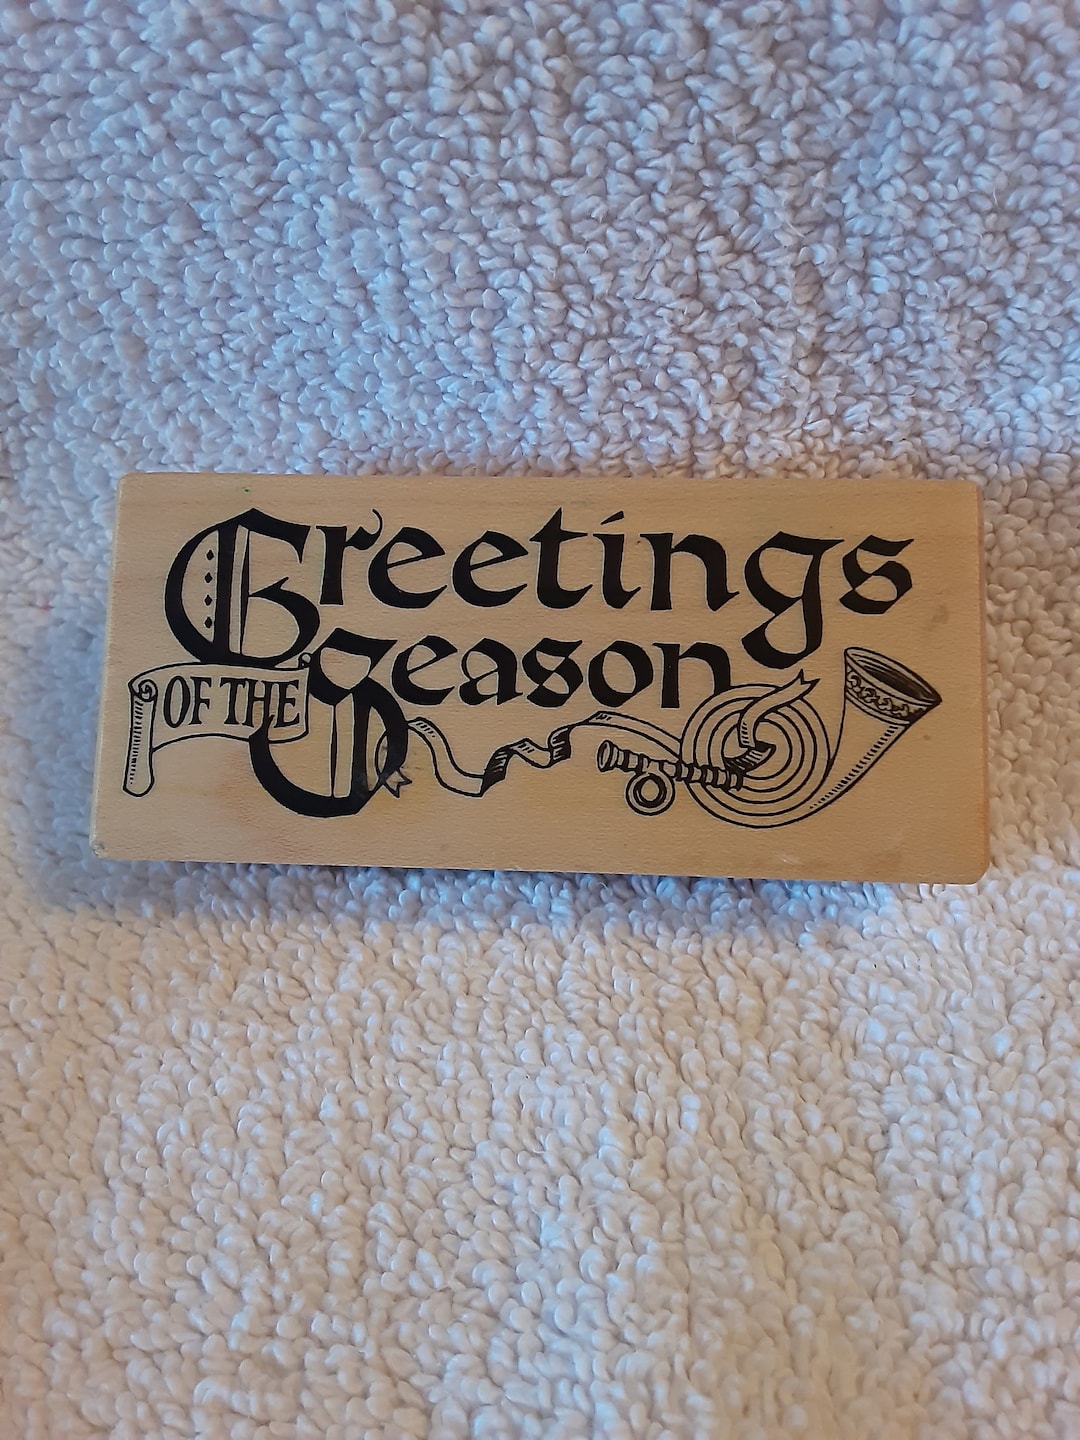 Greetings
OF THE
Season